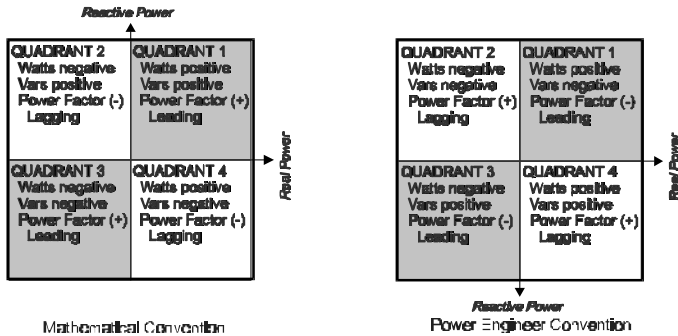 Reactive Power
QUADRANT 2
Watts negative
Vars positive
Power Factor (-)
Lagging
QUADRANT 1
Watts positive
Vars positive
Power Factor (+)
Leading
QUADRANT 3
Watts negative
Vars negative
Power Factor (+)
Leading
QUADRANT 4
Watts positive
Vars negative
Power Factor (-)
Lagging
Real Power
Mathematical Convention
QUADRANT 2
Watts negative
Vars negative
Power Factor (+)
Lagging
QUADRANT 1
Watts positive
Vars negative
Power Factor (-)
Leading
QUADRANT 3
Watts negative
Vars positive
Power Factor (-)
Leading
QUADRANT 4
Watts positive
Vars positive
Power Factor (+)
Lagging
Real Power
Reactive Power
Power Engineer Convention